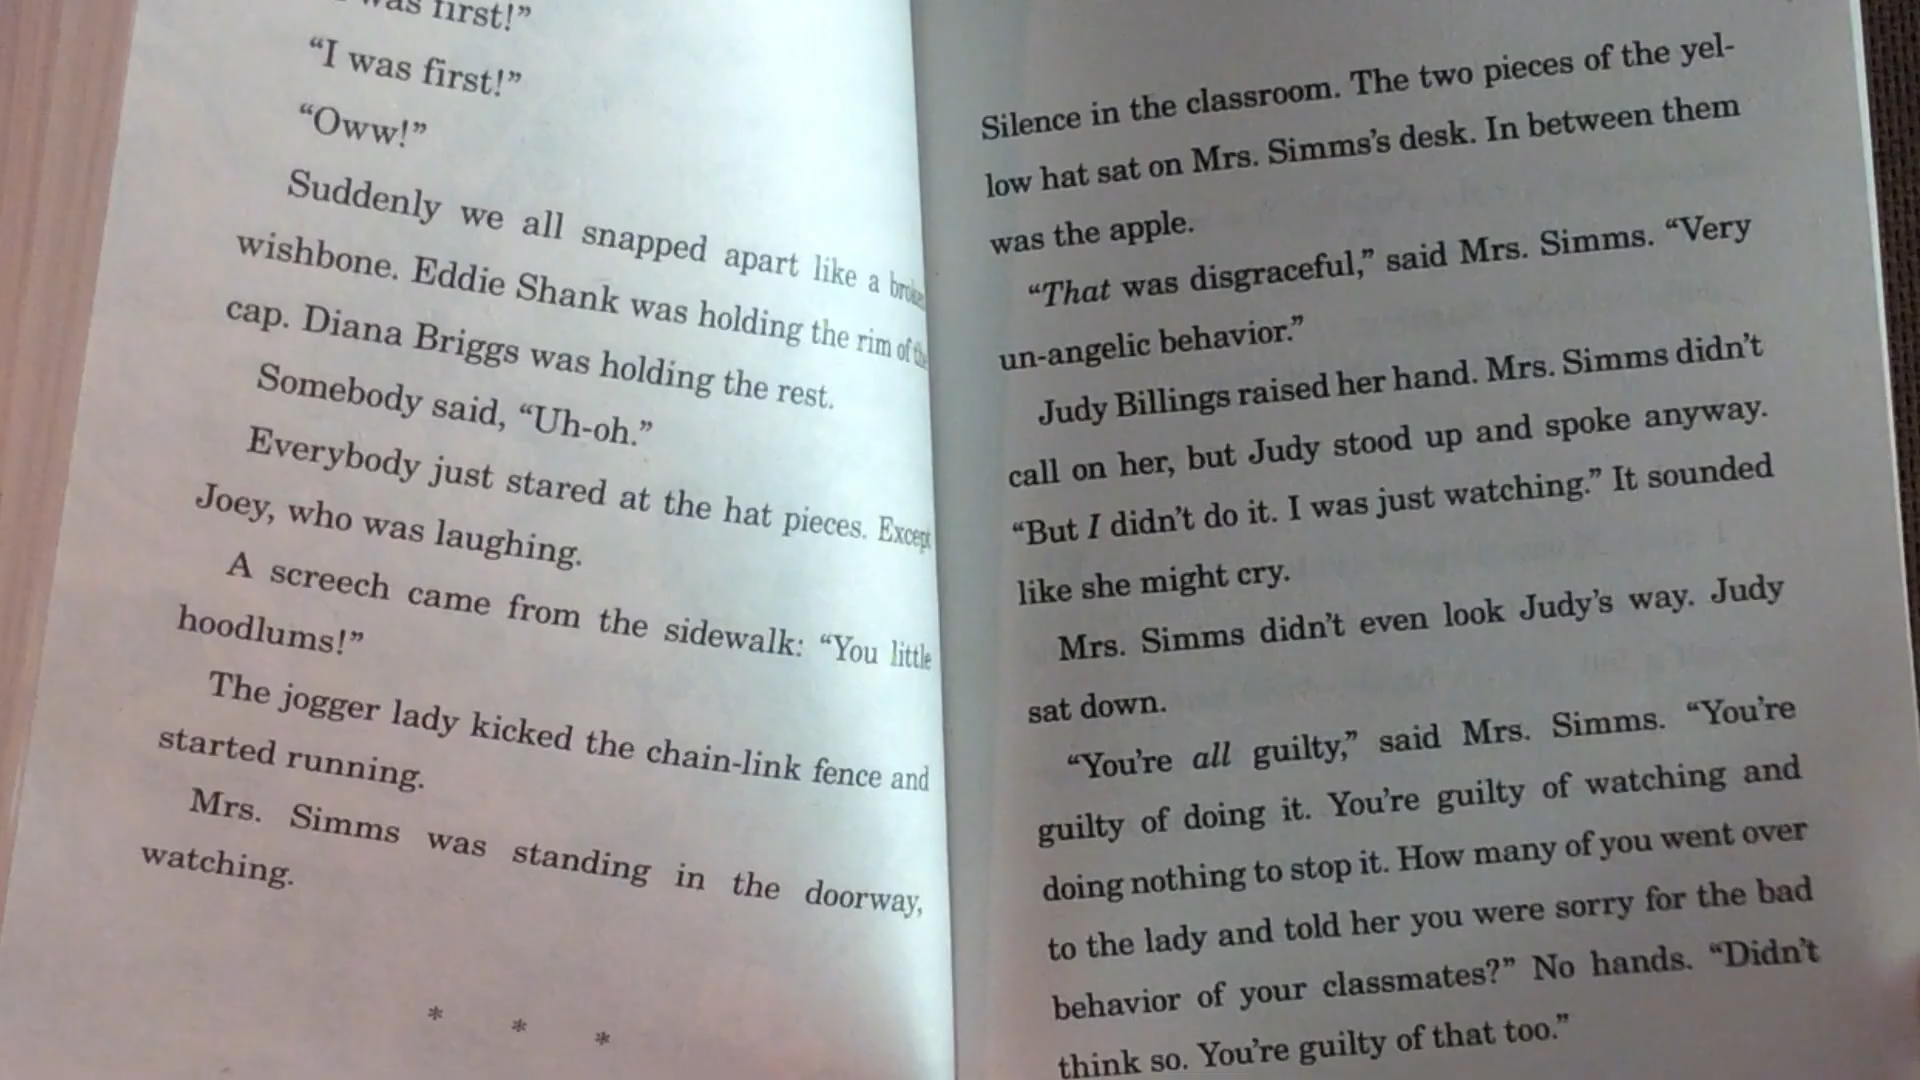 was first!”
“I was first!”
“Oww!”
Suddenly we all snapped apart like a broken
wishbone. Eddie Shank was holding the rim of the
cap. Diana Briggs was holding the rest.
Somebody said, “Uh-oh.”
Everybody just stared at the hat pieces. Except
Joey, who was laughing.
A screech came from the sidewalk: “You little
hoodlums!”
The jogger lady kicked the chain-link fence and
started running.
Mrs. Simms was standing in the doorway,
watching.
* * *
Silence in the classroom. The two pieces of the yel-
low hat sat on Mrs. Simms’s desk. In between them
was the apple.
“That was disgraceful,” said Mrs. Simms. “Very
un-angelic behavior.”
Judy Billings raised her hand. Mrs. Simms didn’t
call on her, but Judy stood up and spoke anyway.
“But I didn’t do it. I was just watching.” It sounded
like she might cry.
Mrs. Simms didn’t even look Judy’s way. Judy
sat down.
“You’re all guilty,” said Mrs. Simms. “You’re
guilty of doing it. You’re guilty of watching and
doing nothing to stop it. How many of you went over
to the lady and told her you were sorry for the bad
behavior of your classmates?” No hands. “Didn’t
think so. You’re guilty of that too.”